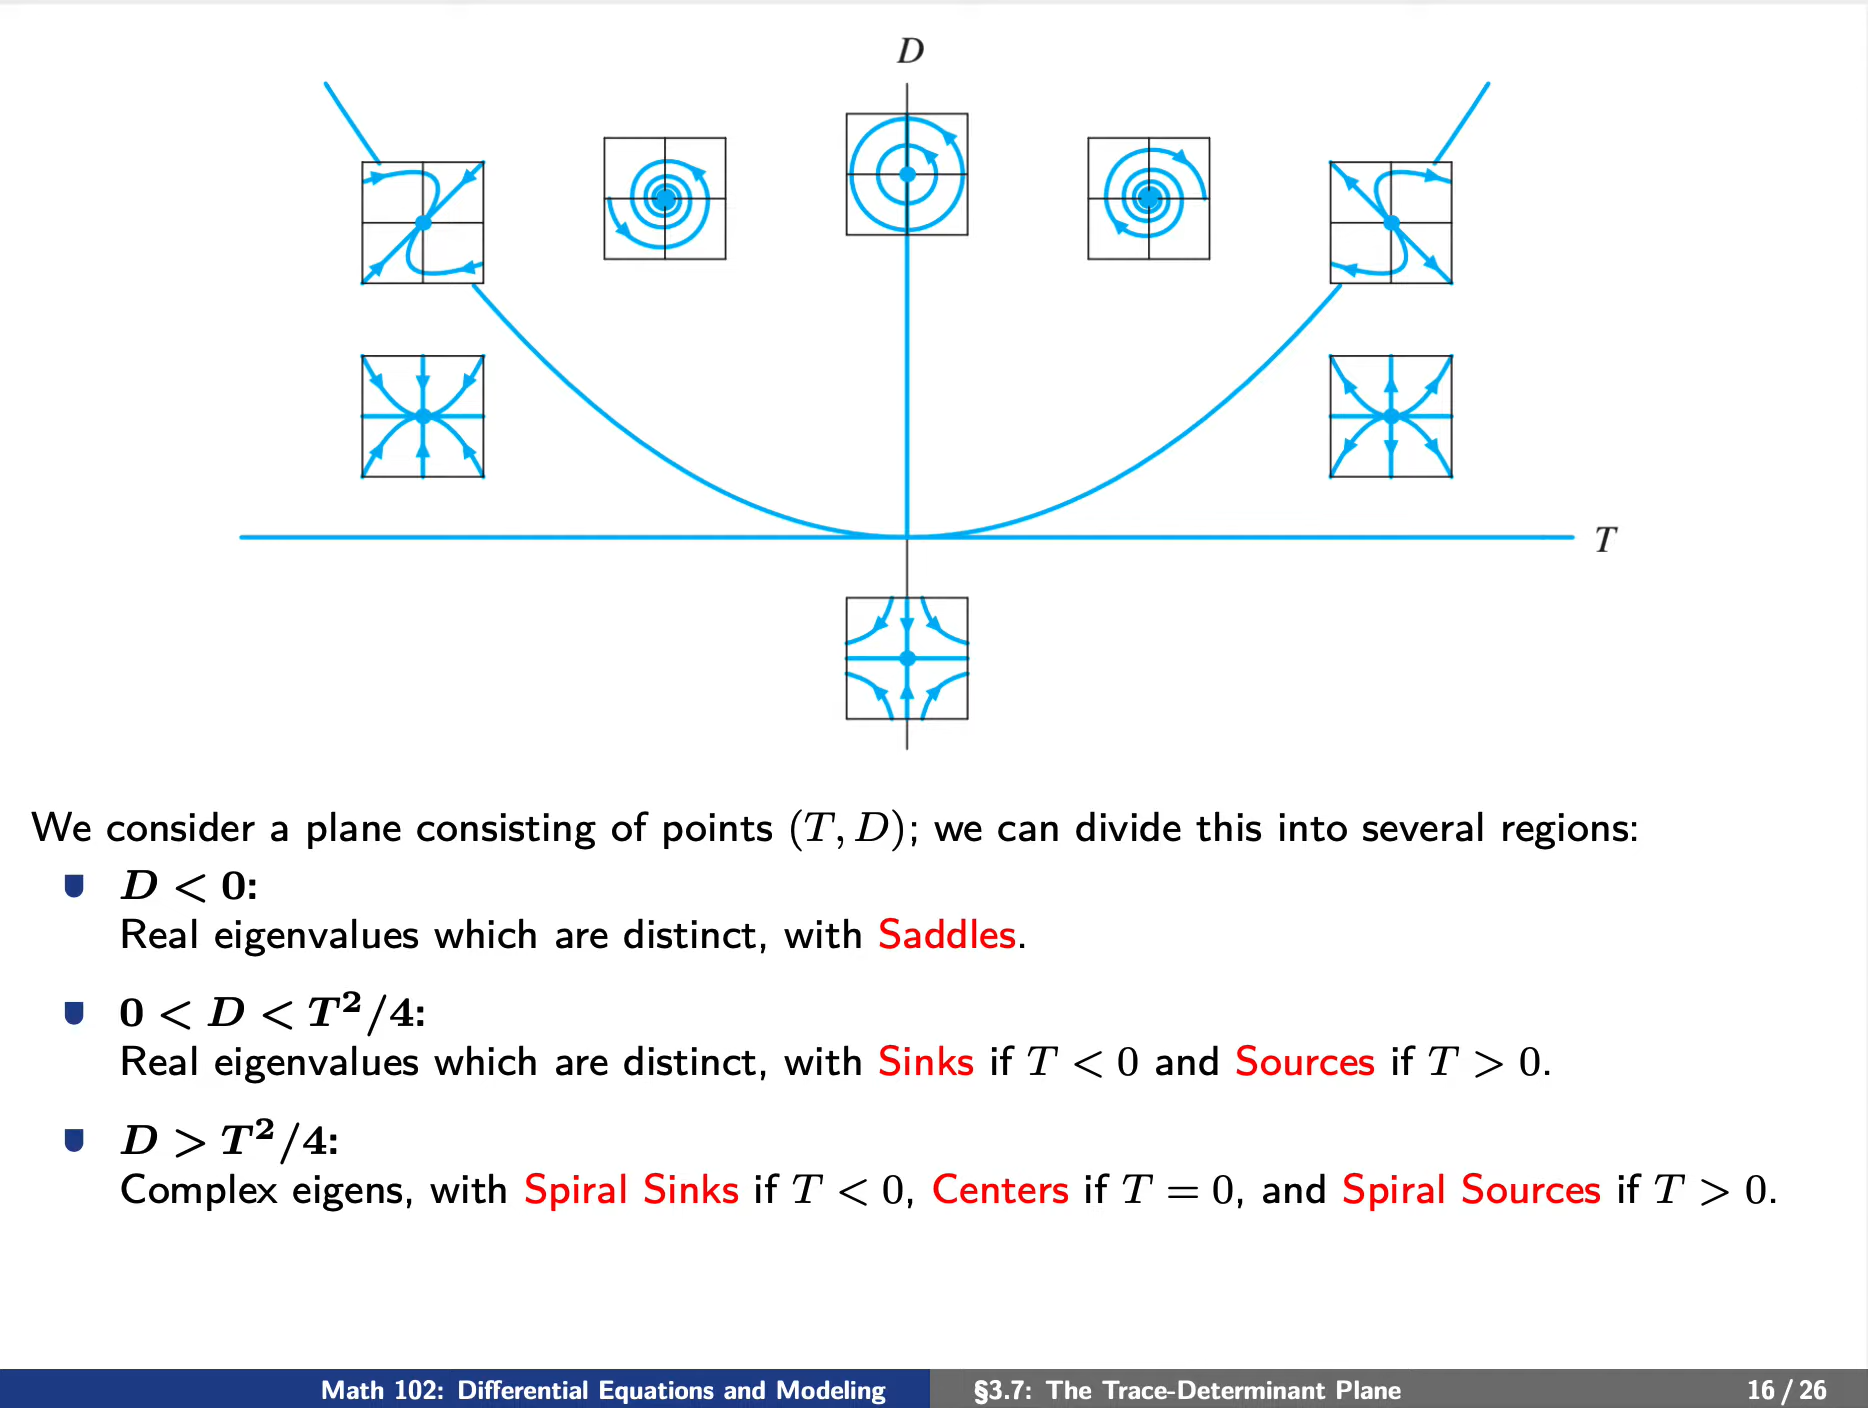 D
T
We consider a plane consisting of points (T, D); we can divide this into several regions:
D < 0:
Real eigenvalues which are distinct, with Saddles.
0 < D < T²/4:
Real eigenvalues which are distinct, with Sinks if T < 0 and Sources if T > 0.
D > T²/4:
Complex eigens, with Spiral Sinks if T < 0, Centers if T = 0, and Spiral Sources if T > 0.
Math 102: Differential Equations and Modeling §3.7: The Trace-Determinant Plane 16 / 26